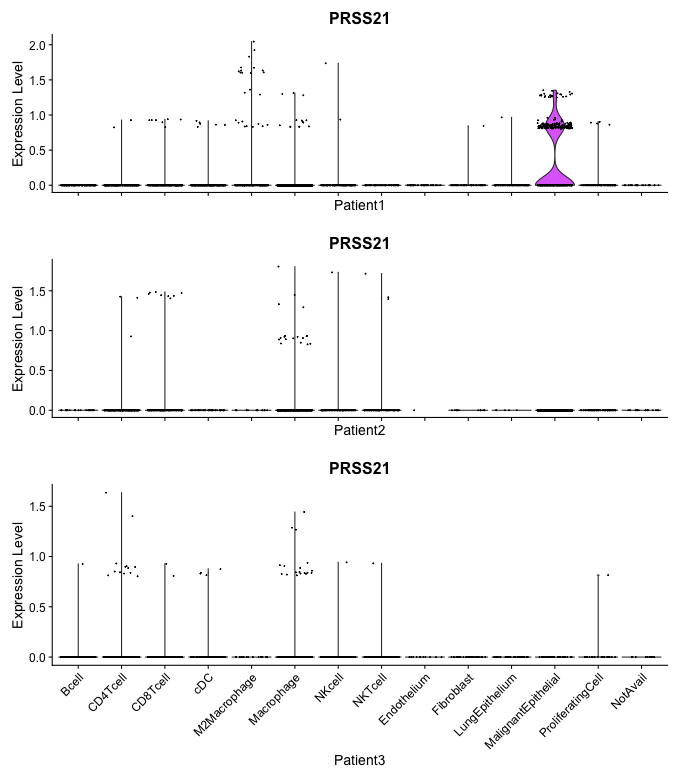 PRSS21
Expression Level
2.0
1.5
1.0
0.5
0.0
Patient1
PRSS21
Expression Level
1.5
1.0
0.5
0.0
Patient2
PRSS21
Expression Level
1.5
1.0
0.5
0.0
Bcell
CD4Tcell
CD8Tcell
cDC
M2Macrophage
Macrophage
NKcell
NKTcell
Endothelium
Fibroblast
LungEpithelium
MalignantEpithelial
ProliferatingCell
NotAvail
Patient3